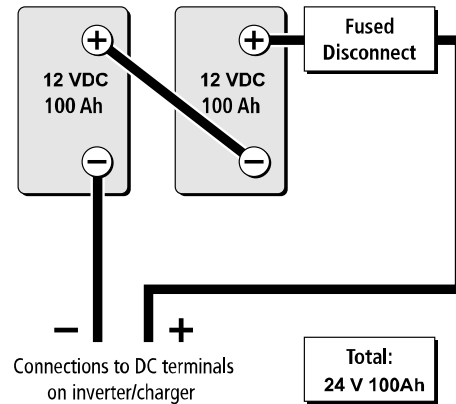 +
12 VDC
100 Ah
−
+
12 VDC
100 Ah
−
Fused
Disconnect
− +
Connections to DC terminals
on inverter/charger
Total:
24 V 100Ah